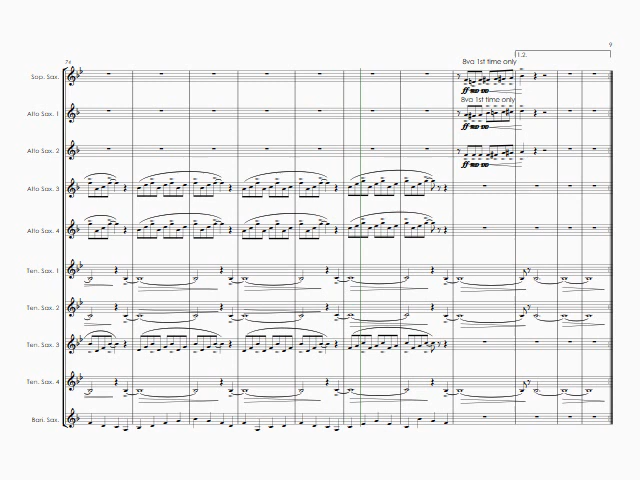 9
76
1.2.
8va 1st time only
Sop. Sax.
8va 1st time only
Alto Sax. 1
Alto Sax. 2
Alto Sax. 3
Alto Sax. 4
Ten. Sax. 1
Ten. Sax. 2
Ten. Sax. 3
Ten. Sax. 4
Bari. Sax.